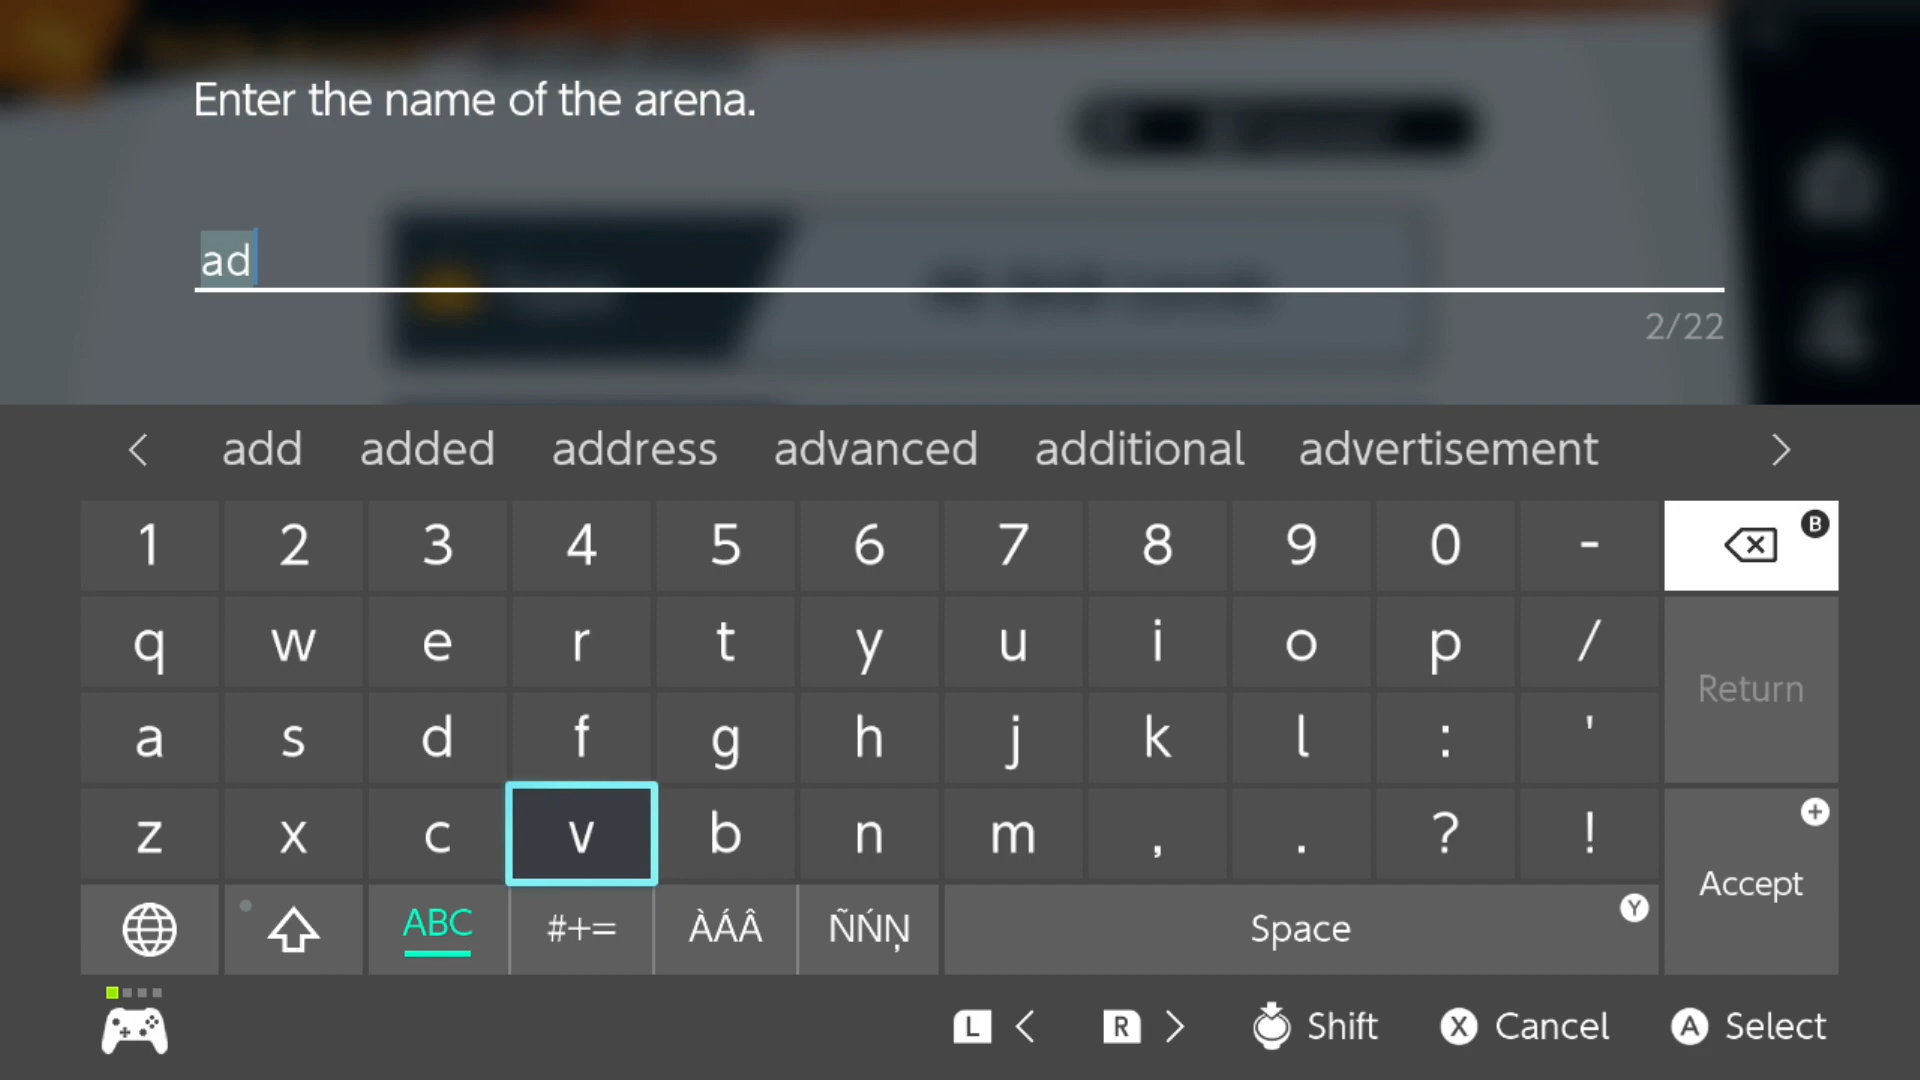 Enter the name of the arena.
ad
2/22
< add added address advanced additional advertisement >
1 2 3 4 5 6 7 8 9 0 - B
q w e r t y u i o p / Return
a s d f g h j k l : '
z x c v b n m , . ? ! + Accept
ABC #+= ÀÁÂ ÑŃŅ Space Y
L < R > Shift X Cancel A Select